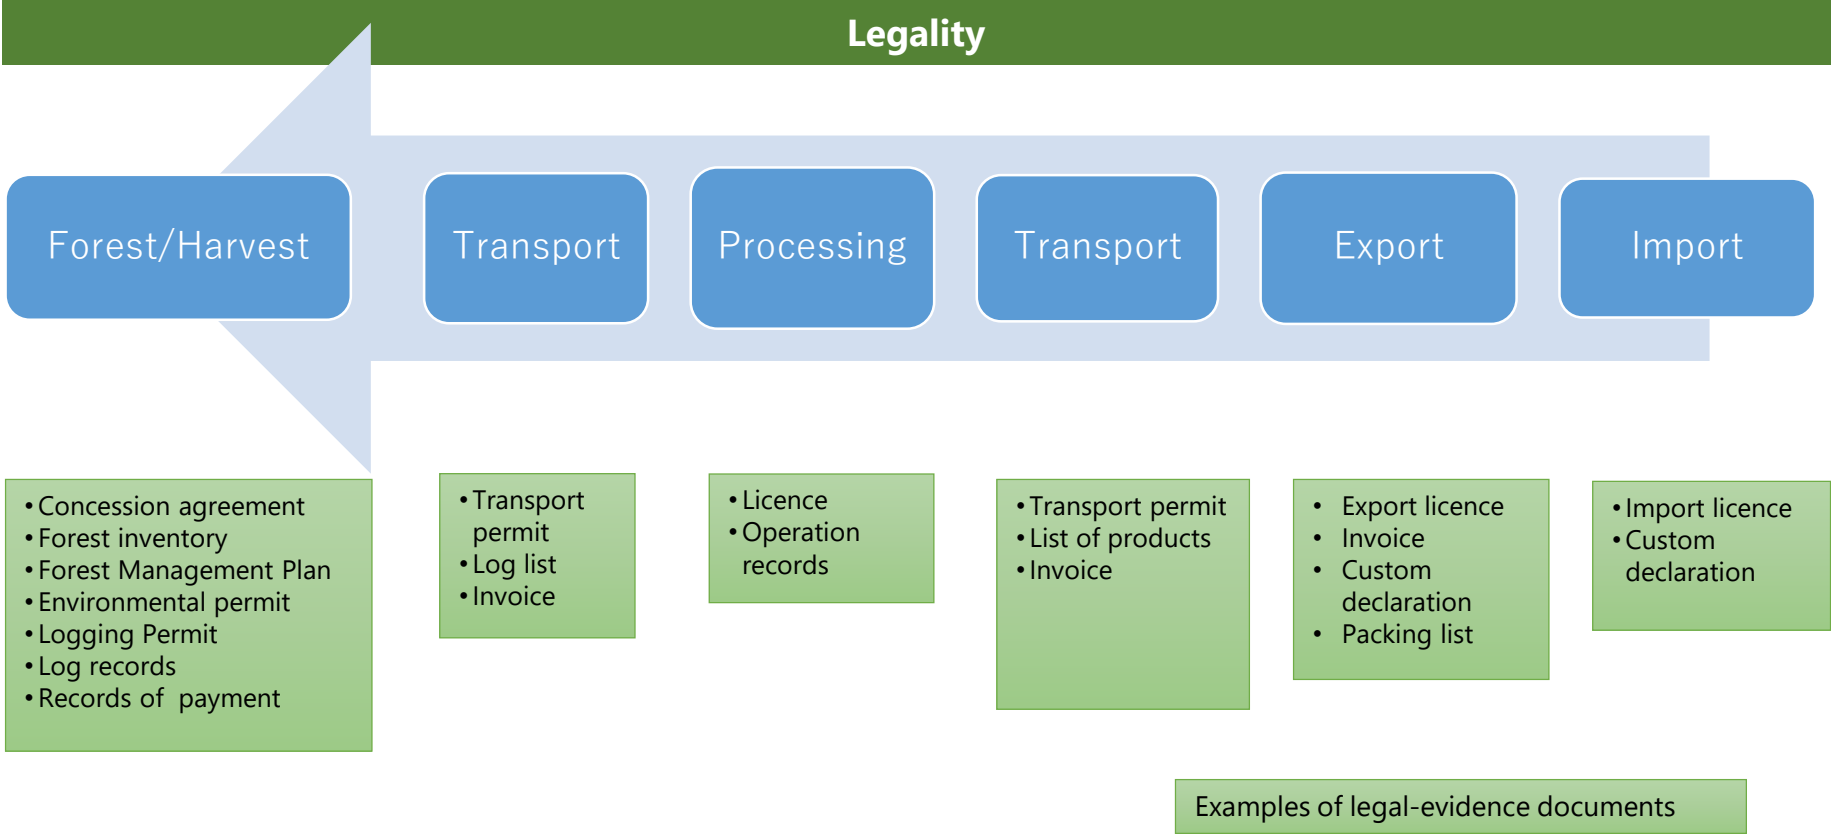 Legality
Forest/Harvest
Transport
Processing
Transport
Export
Import
• Concession agreement
• Forest inventory
• Forest Management Plan
• Environmental permit
• Logging Permit
• Log records
• Records of payment
• Transport
permit
• Log list
• Invoice
• Licence
• Operation
records
• Transport permit
• List of products
• Invoice
• Export licence
• Invoice
• Custom
declaration
• Packing list
• Import licence
• Custom
declaration
Examples of legal-evidence documents